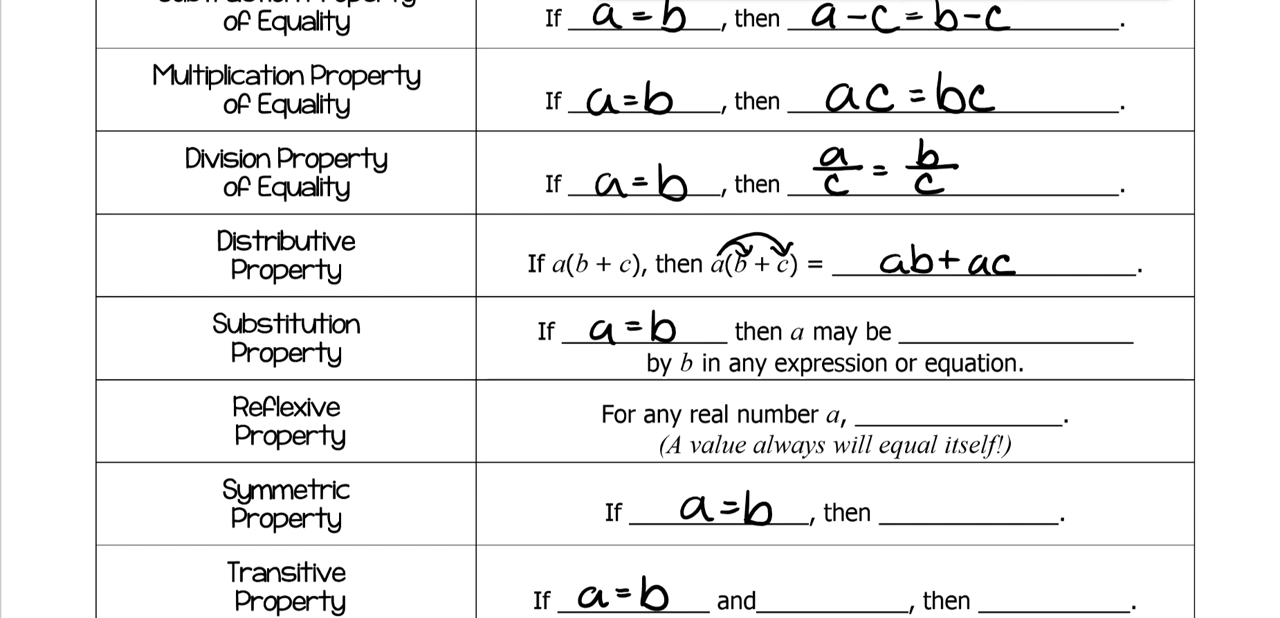 Subtraction Property
of Equality
If a = b, then a - c = b - c.
Multiplication Property
of Equality
If a = b, then ac = bc.
Division Property
of Equality
If a = b, then a/c = b/c.
Distributive
Property
If a(b + c), then a(b + c) = ab + ac.
Substitution
Property
If a = b then a may be
by b in any expression or equation.
Reflexive
Property
For any real number a, .
(A value always will equal itself!)
Symmetric
Property
If a = b, then .
Transitive
Property
If a = b and , then .